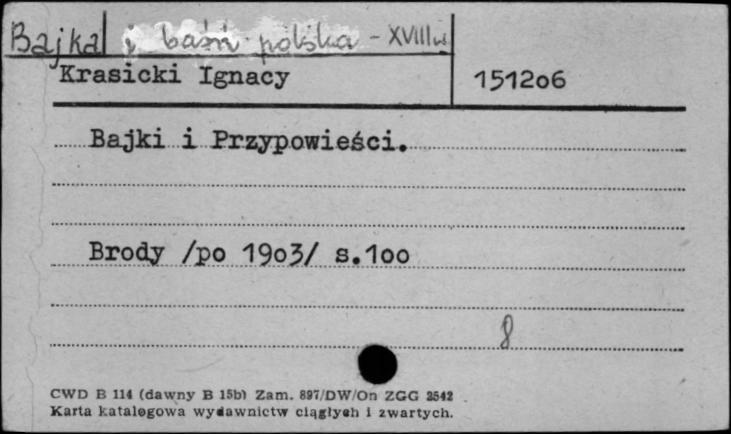 Bajka i baśń polska - XVIII w
Krasicki Ignacy 151206
Bajki i Przypowieści.
Brody /po 1903/ s.100
8
CWD B 114 (dawny B 15b) Zam. 897/DW/On ZGG 2542
Karta katalogowa wydawnictw ciągłych i zwartych.